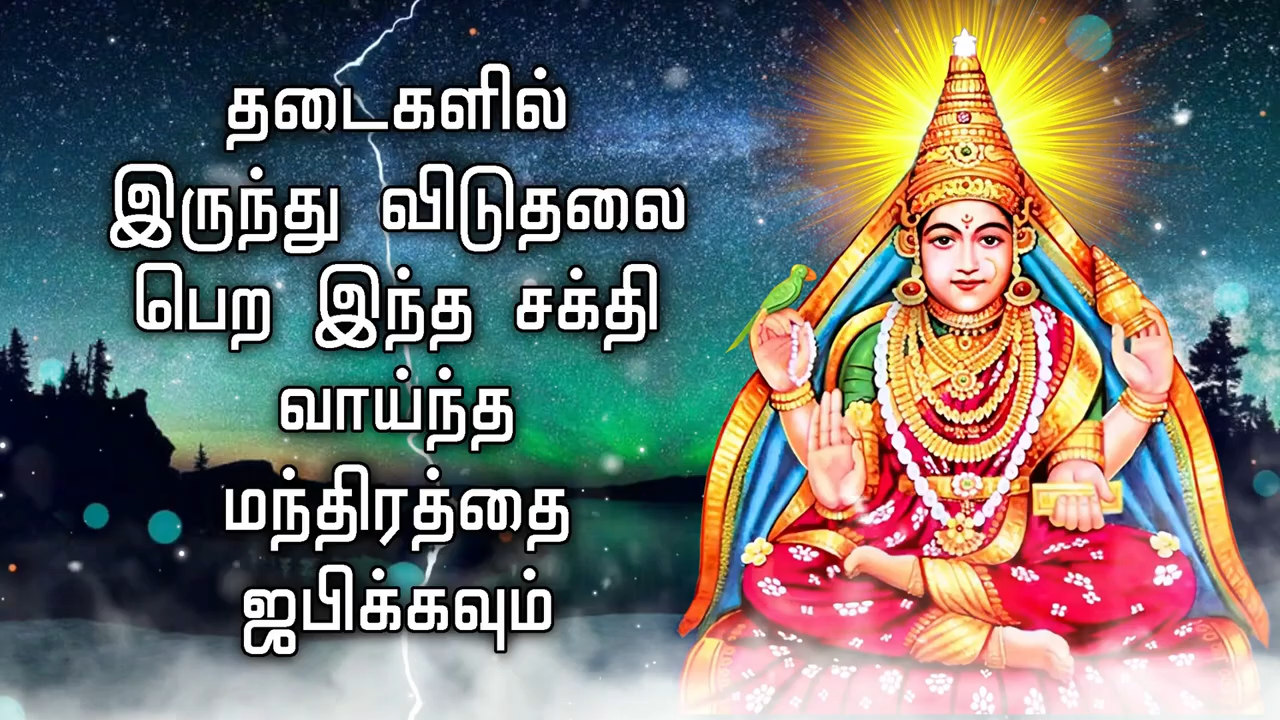 தடைகளில்
இருந்து விடுதலை
பெற இந்த சக்தி
வாய்ந்த
மந்திரத்தை
ஜபிக்கவும்